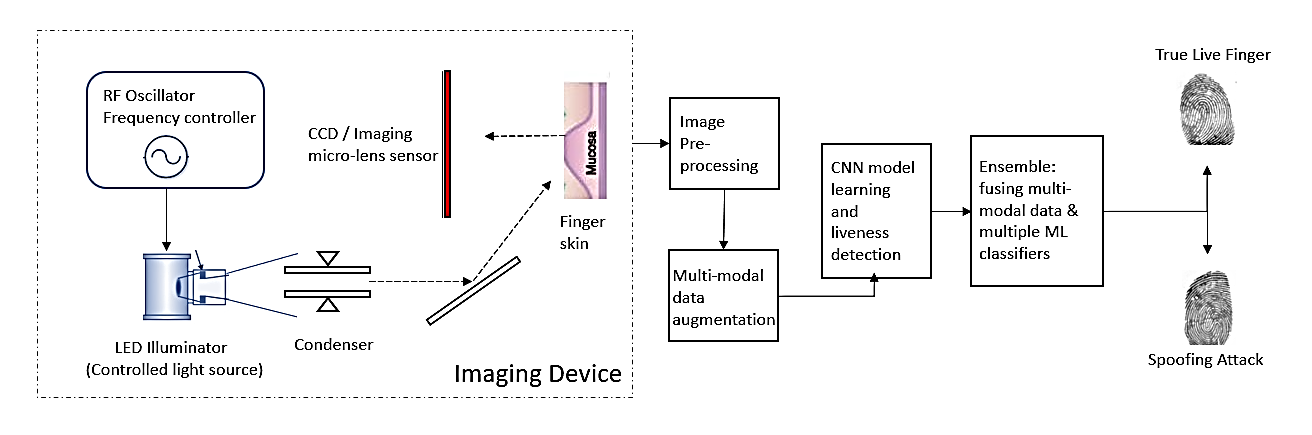 RF Oscillator
Frequency controller
CCD / Imaging
micro-lens sensor
Mucosa
Finger
skin
LED Illuminator
(Controlled light source)
Condenser
Imaging Device
Image
Pre-
processing
Multi-modal
data
augmentation
CNN model
learning
and
liveness
detection
Ensemble:
fusing multi-
modal data &
multiple ML
classifiers
True Live Finger
Spoofing Attack